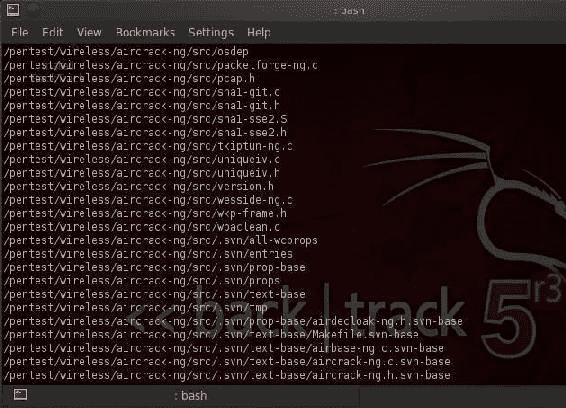 : bash
File Edit View Bookmarks Settings Help
/pentest/wireless/aircrack-ng/src/osdep
/pentest/wireless/aircrack-ng/src/packetforge-ng.c
/pentest/wireless/aircrack-ng/src/pcap.h
/pentest/wireless/aircrack-ng/src/sha1-git.c
/pentest/wireless/aircrack-ng/src/sha1-git.h
/pentest/wireless/aircrack-ng/src/sha1-sse2.S
/pentest/wireless/aircrack-ng/src/sha1-sse2.h
/pentest/wireless/aircrack-ng/src/tkiptun-ng.c
/pentest/wireless/aircrack-ng/src/uniqueiv.c
/pentest/wireless/aircrack-ng/src/uniqueiv.h
/pentest/wireless/aircrack-ng/src/version.h
/pentest/wireless/aircrack-ng/src/wesside-ng.c
/pentest/wireless/aircrack-ng/src/wkp-frame.h
/pentest/wireless/aircrack-ng/src/wpaclean.c
/pentest/wireless/aircrack-ng/src/.svn/all-wcprops
/pentest/wireless/aircrack-ng/src/.svn/entries
/pentest/wireless/aircrack-ng/src/.svn/prop-base
/pentest/wireless/aircrack-ng/src/.svn/props
/pentest/wireless/aircrack-ng/src/.svn/text-base
/pentest/wireless/aircrack-ng/src/.svn/tmp
/pentest/wireless/aircrack-ng/src/.svn/prop-base/airdecloak-ng.h.svn-base
/pentest/wireless/aircrack-ng/src/.svn/text-base/Makefile.svn-base
/pentest/wireless/aircrack-ng/src/.svn/text-base/airbase-ng.c.svn-base
/pentest/wireless/aircrack-ng/src/.svn/text-base/aircrack-ng.c.svn-base
/pentest/wireless/aircrack-ng/src/.svn/text-base/aircrack-ng.h.svn-base
<< back | track 5 r3
: bash